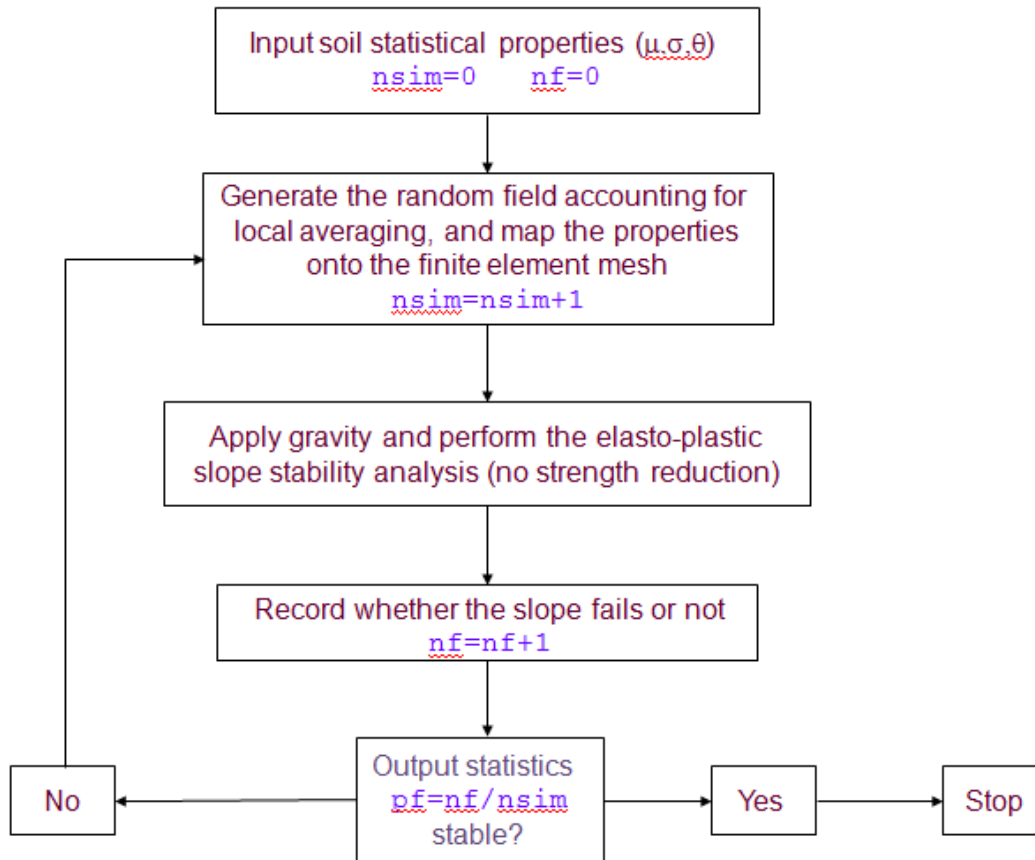 Input soil statistical properties (μ,σ,θ)
nsim=0 nf=0
Generate the random field accounting for
local averaging, and map the properties
onto the finite element mesh
nsim=nsim+1
Apply gravity and perform the elasto-plastic
slope stability analysis (no strength reduction)
Record whether the slope fails or not
nf=nf+1
Output statistics
pf=nf/nsim
stable?
No
Yes
Stop